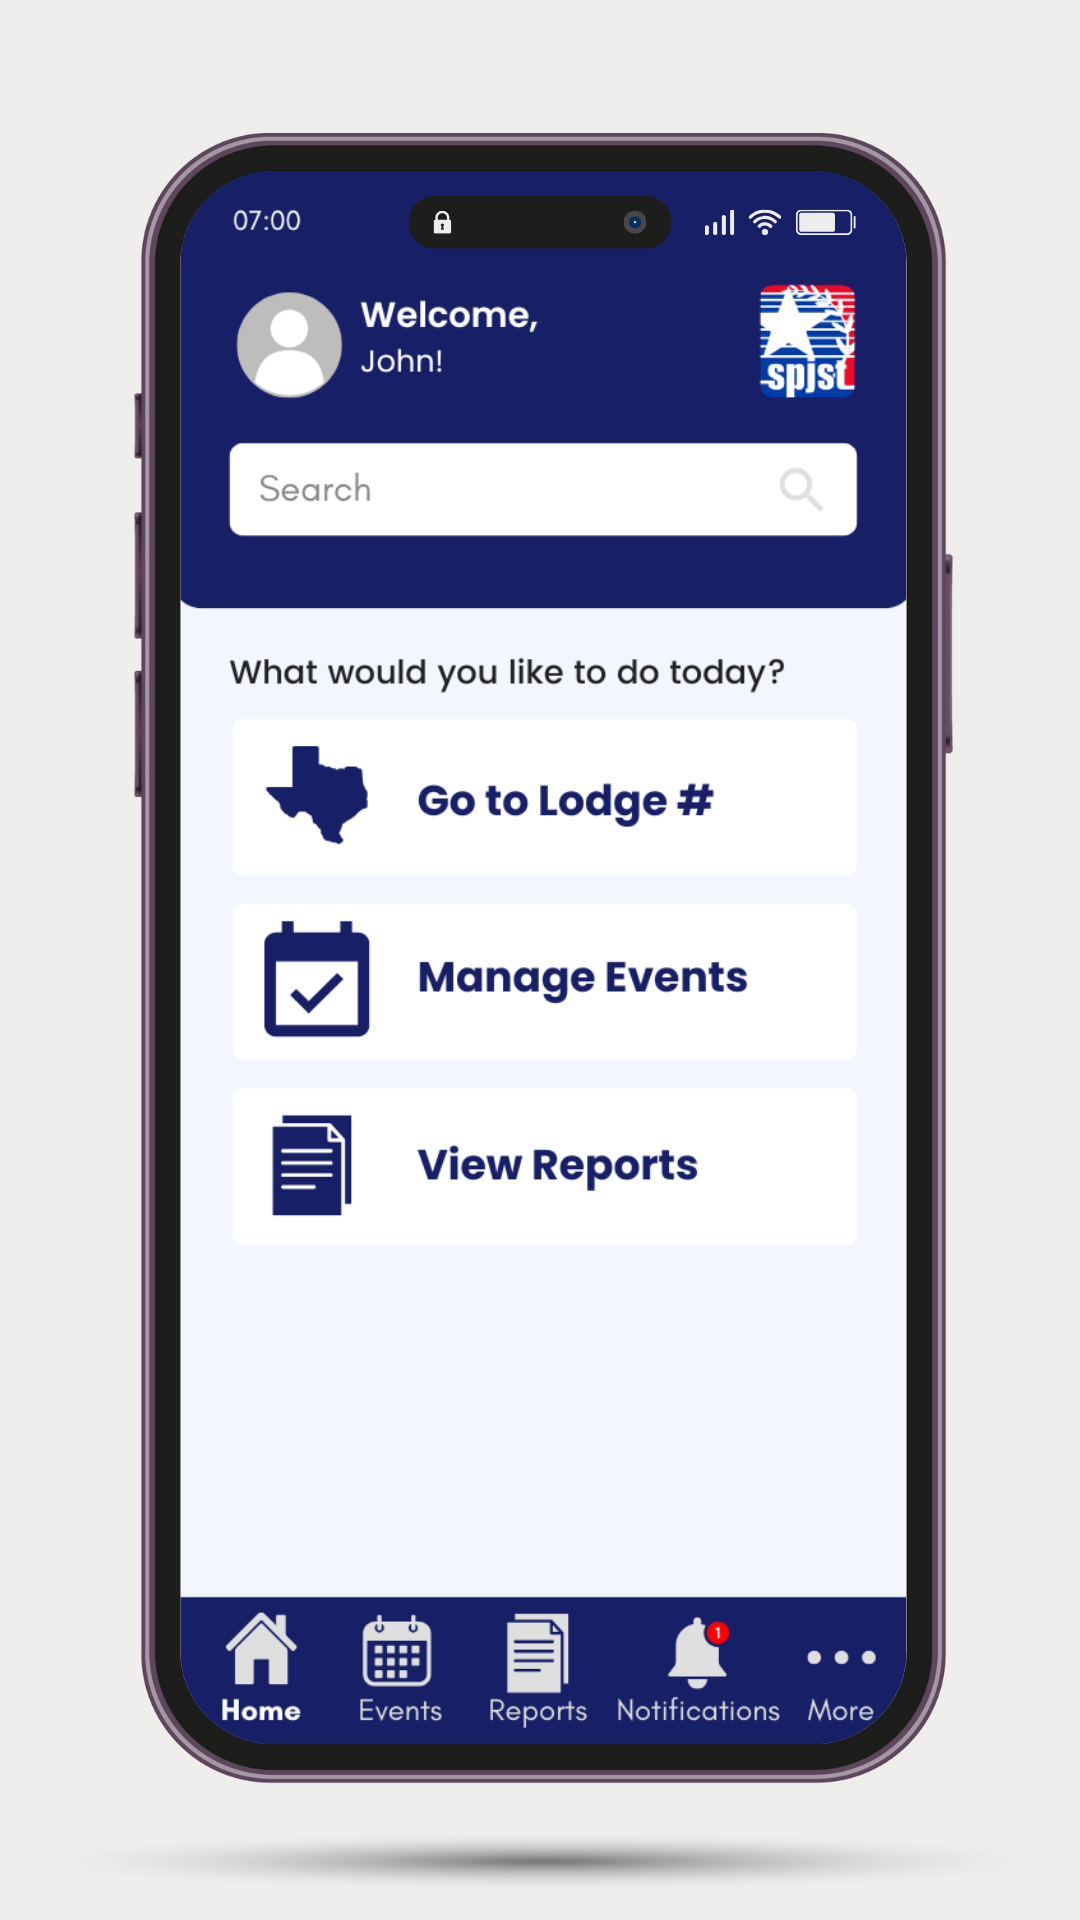 07:00
Welcome,
John!
spjst
Search
What would you like to do today?
Go to Lodge #
Manage Events
View Reports
1
Home
Events
Reports
Notifications
More